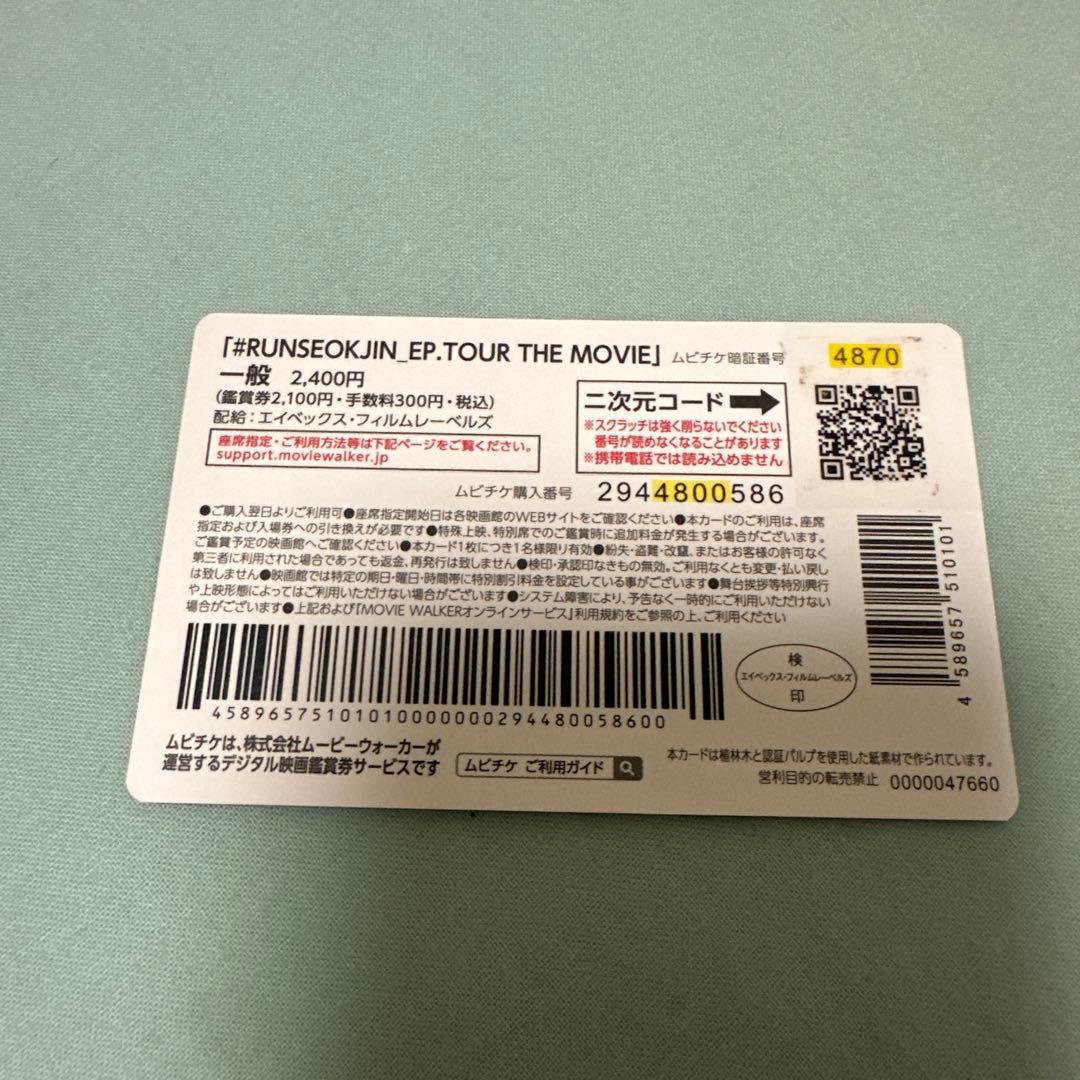 「#RUNSEOKJIN_EP.TOUR THE MOVIE」 ムビチケ暗証番号 4870
一般 2,400円
(鑑賞券2,100円・手数料300円・税込)
配給：エイベックス・フィルムレーベルズ
座席指定・ご利用方法等は下記ページをご覧ください。
support.moviewalker.jp
二次元コード
※スクラッチは強く削らないでください
番号が読めなくなることがあります
※携帯電話では読み込めません
ムビチケ購入番号 2944800586
●ご購入翌日よりご利用可●座席指定開始日は各映画館のWEBサイトをご確認ください●本カードのご利用は、座席
指定および入場券への引き換えが必要です●特殊上映、特別席でのご鑑賞時に追加料金が発生する場合がございます。
ご鑑賞予定の映画館へご確認ください●本カード1枚につき1名様限り有効●紛失・盗難・改竄、またはお客様の許可なく
第三者に利用された場合であっても返金、再発行は致しません●検印・承認印なきもの無効。ご利用なくとも変更・払い戻し
は致しません●映画館では特定の期日・曜日・時間帯に特別割引料金を設定している事がございます●舞台挨拶等特別興行
や上映形態によってはご利用いただけない場合がございます●システム障害により、予告なく一時的にご利用いただけない
場合がございます●上記および『MOVIE WALKERオンラインサービス』利用規約をご参照の上、ご利用ください
4 589657 510101
458965751010100000000294480058600
検
エイベックス・フィルムレーベルズ
印
ムビチケは、株式会社ムービーウォーカーが
運営するデジタル映画鑑賞券サービスです
ムビチケ ご利用ガイド
本カードは植林木と認証パルプを使用した紙素材で作られています。
営利目的の転売禁止 0000047660